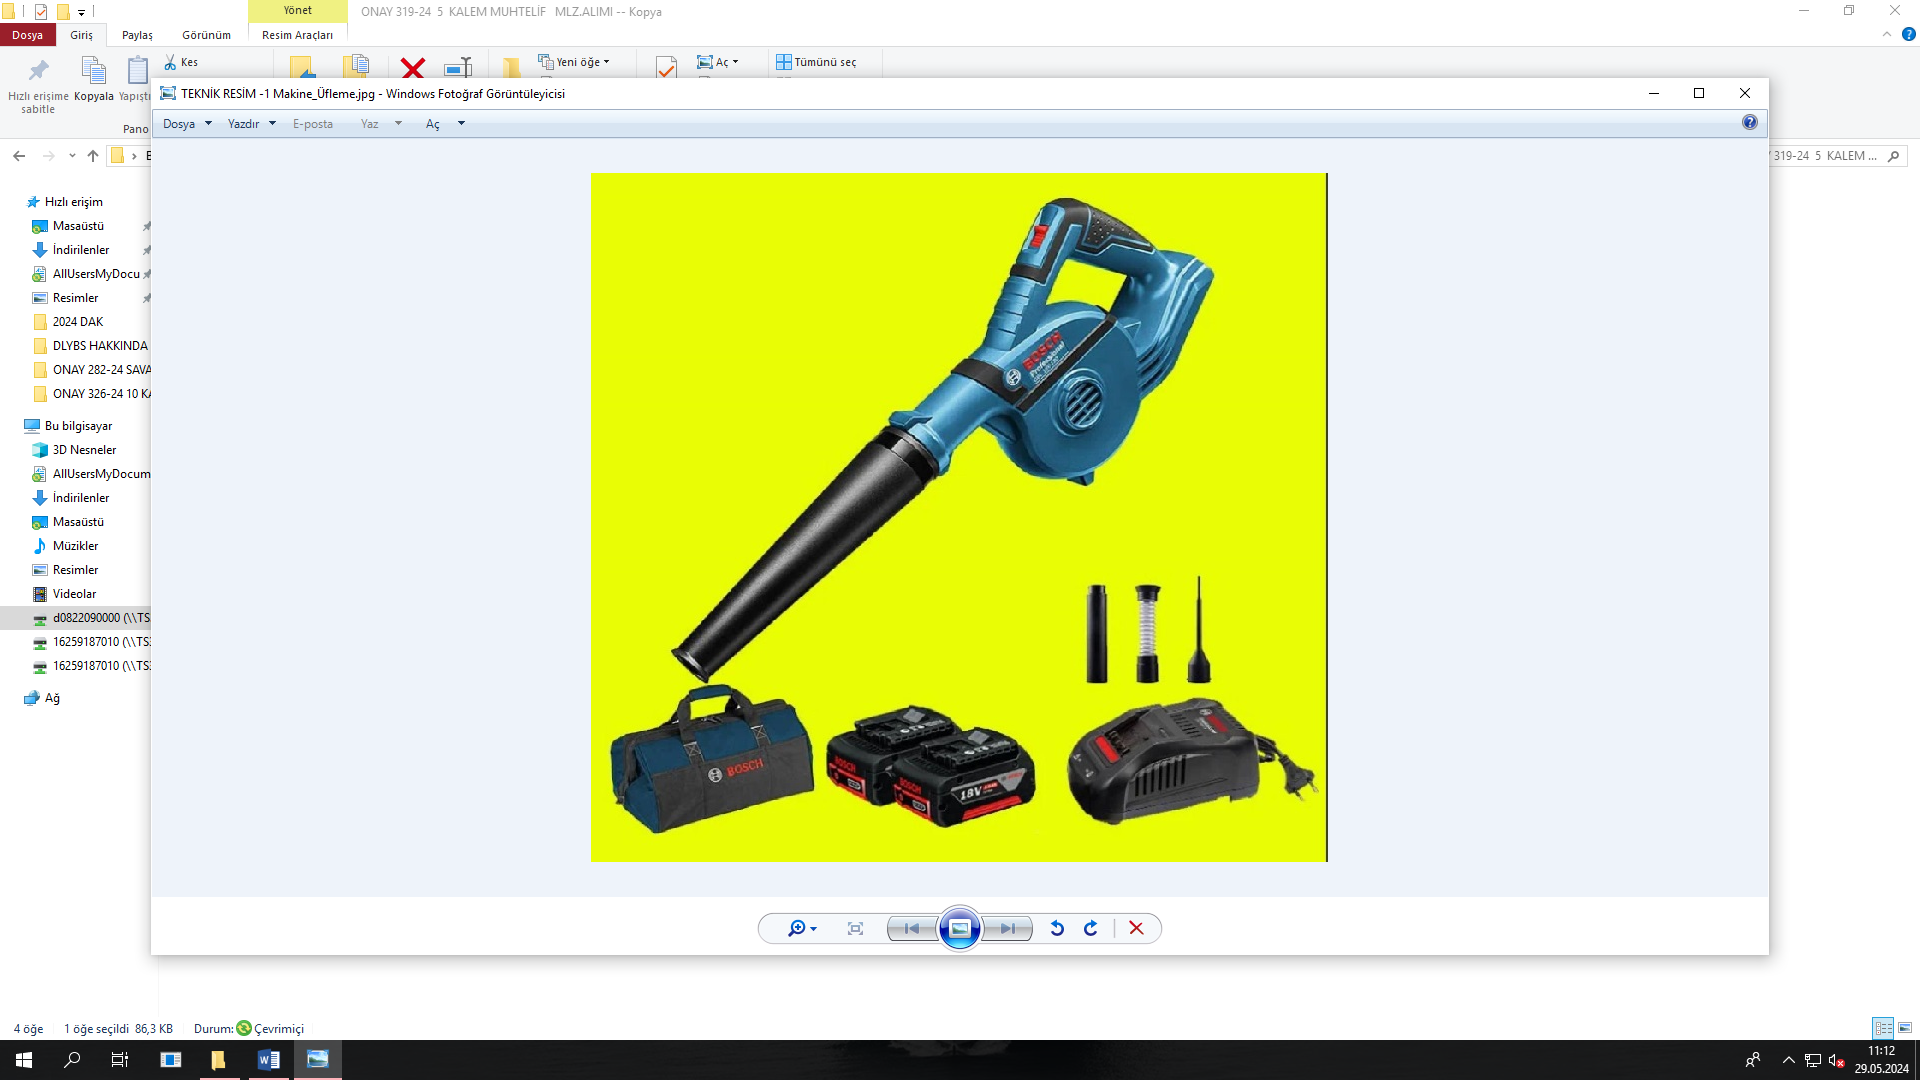 Yönet
ONAY 319-24 5 KALEM MUHTELİF MLZ.ALIMI -- Kopya
Dosya
Giriş
Paylaş
Görünüm
Resim Araçları
Hızlı erişime
sabitle
Kopyala
Yapıştı
Kes
Pano
Yeni öğe
Aç
Tümünü seç
TEKNİK RESİM -1 Makine_Üfleme.jpg - Windows Fotoğraf Görüntüleyicisi
Dosya
Yazdır
E-posta
Yaz
Aç
319-24 5 KALEM ...
Hızlı erişim
Masaüstü
İndirilenler
AllUsersMyDocu
Resimler
2024 DAK
DLYBS HAKKINDA
ONAY 282-24 SAVA
ONAY 326-24 10 KA
Bu bilgisayar
3D Nesneler
AllUsersMyDocum
İndirilenler
Masaüstü
Müzikler
Resimler
Videolar
d0822090000 (\\TS
16259187010 (\\TS
16259187010 (\\TS
Ağ
BOSCH
Professional
BOSCH
BOSCH
BOSCH
18V
4 öğe
1 öğe seçildi 86,3 KB
Durum:
Çevrimiçi
11:12
29.05.2024